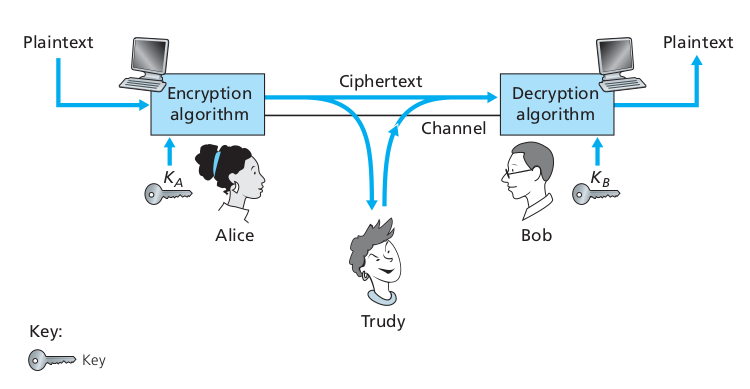 Plaintext
Plaintext
Ciphertext
Encryption
algorithm
Decryption
algorithm
Channel
K_A
K_B
Alice
Bob
Trudy
Key:
Key